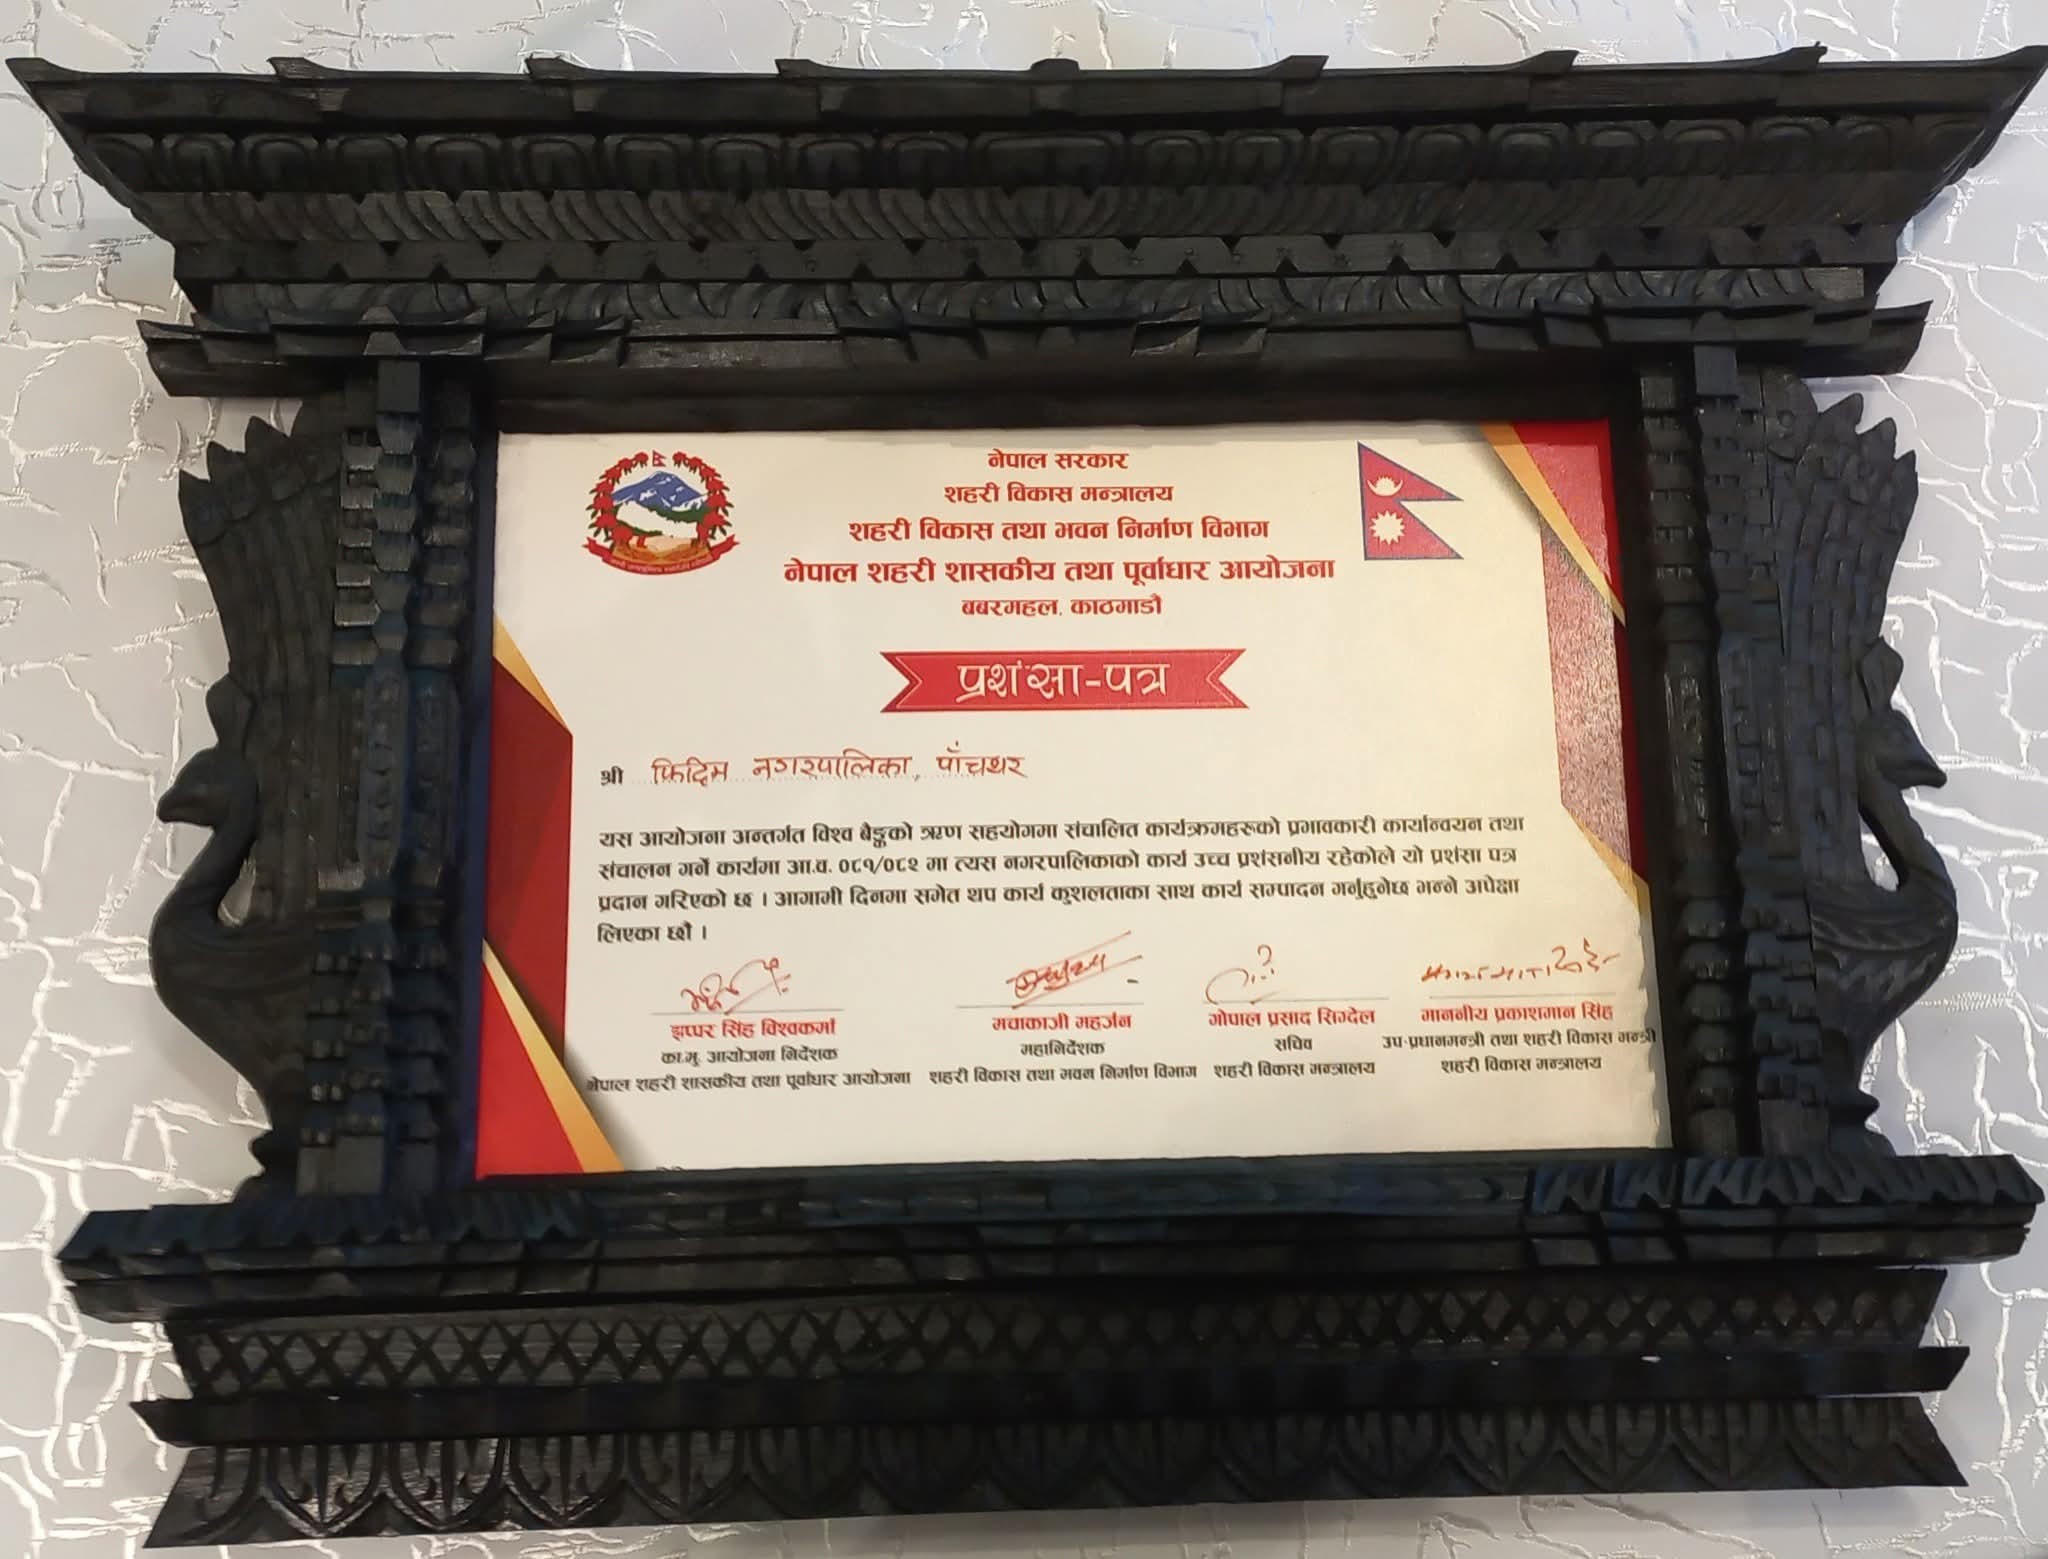 नेपाल सरकार
शहरी विकास मन्त्रालय
शहरी विकास तथा भवन निर्माण विभाग
नेपाल शहरी शासकीय तथा पूर्वाधार आयोजना
बबरमहल, काठमाडौं
प्रशंसा-पत्र
श्री फिदिम नगरपालिका, पाँचथर
यस आयोजना अन्तर्गत विश्व बैङ्कको ऋण सहयोगमा संचालित कार्यक्रमहरूको प्रभावकारी कार्यान्वयन तथा
संचालन गर्ने कार्यमा आ.व. ०८१/०८२ मा त्यस नगरपालिकाको कार्य उच्च प्रशंसनीय रहेकोले यो प्रशंसा पत्र
प्रदान गरिएको छ । आगामी दिनमा समेत थप कार्य कुशलताका साथ कार्य सम्पादन गर्नुहुनेछ भन्ने अपेक्षा
लिएका छौं ।
झप्पर सिंह विश्वकर्मा मचाकाजी महर्जन गोपाल प्रसाद सिग्देल माननीय प्रकाशमान सिंह
का.मु. आयोजना निर्देशक महानिर्देशक सचिव उप-प्रधानमन्त्री तथा शहरी विकास मन्त्री
नेपाल शहरी शासकीय तथा पूर्वाधार आयोजना शहरी विकास तथा भवन निर्माण विभाग शहरी विकास मन्त्रालय शहरी विकास मन्त्रालय